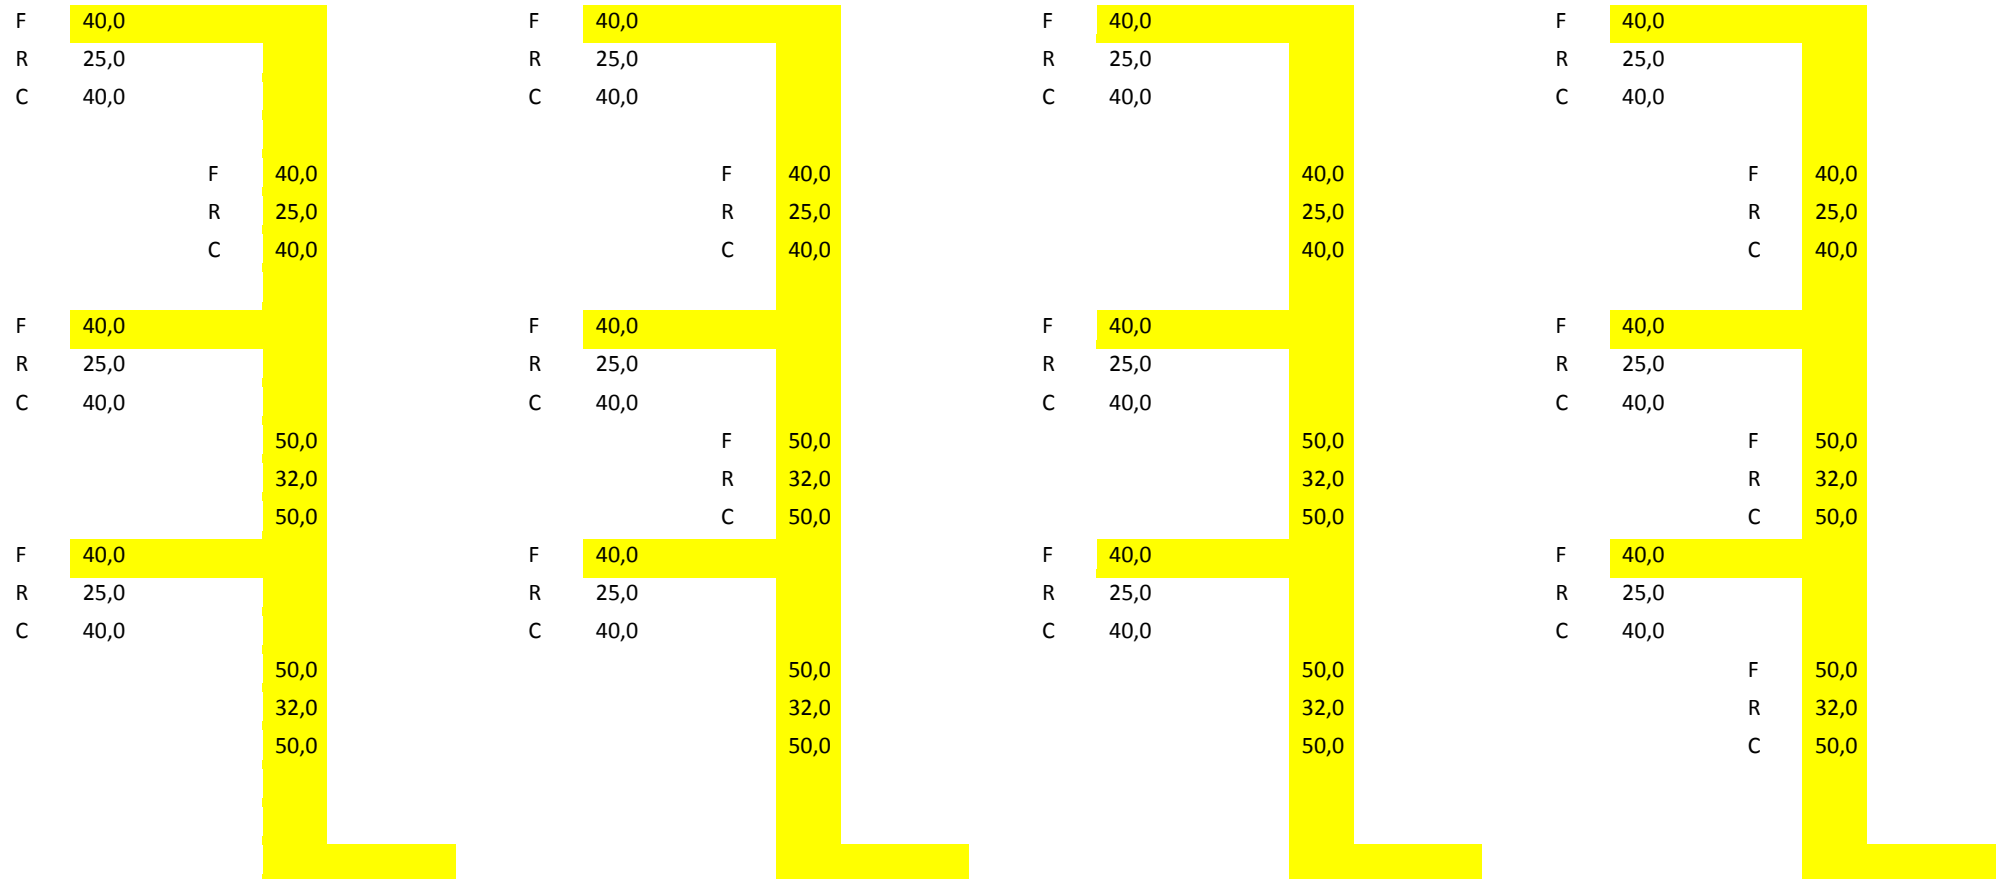 F 40,0 F 40,0 F 40,0 F 40,0
R 25,0 R 25,0 R 25,0 R 25,0
C 40,0 C 40,0 C 40,0 C 40,0
F 40,0 F 40,0 40,0 F 40,0
R 25,0 R 25,0 25,0 R 25,0
C 40,0 C 40,0 40,0 C 40,0
F 40,0 F 40,0 F 40,0 F 40,0
R 25,0 R 25,0 R 25,0 R 25,0
C 40,0 C 40,0 C 40,0 C 40,0
50,0 F 50,0 50,0 F 50,0
32,0 R 32,0 32,0 R 32,0
50,0 C 50,0 50,0 C 50,0
F 40,0 F 40,0 F 40,0 F 40,0
R 25,0 R 25,0 R 25,0 R 25,0
C 40,0 C 40,0 C 40,0 C 40,0
50,0 50,0 50,0 F 50,0
32,0 32,0 32,0 R 32,0
50,0 50,0 50,0 C 50,0